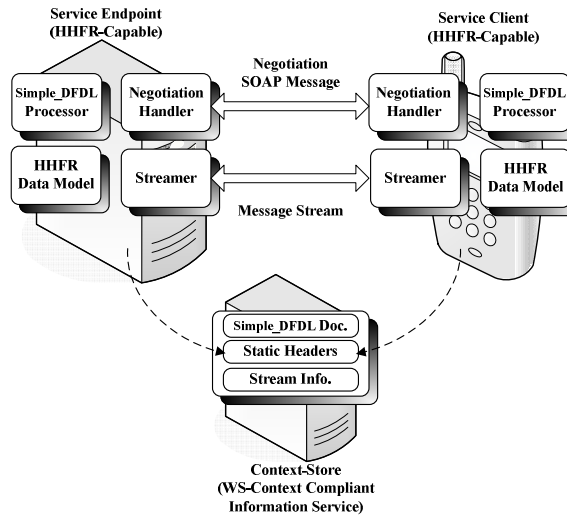 Service Endpoint
(HHFR-Capable)
Service Client
(HHFR-Capable)
Negotiation
SOAP Message
Simple_DFDL
Processor
Negotiation
Handler
Negotiation
Handler
Simple_DFDL
Processor
HHFR
Data Model
Streamer
Streamer
HHFR
Data Model
Message Stream
Simple_DFDL Doc.
Static Headers
Stream Info.
Context-Store
(WS-Context Compliant
Information Service)